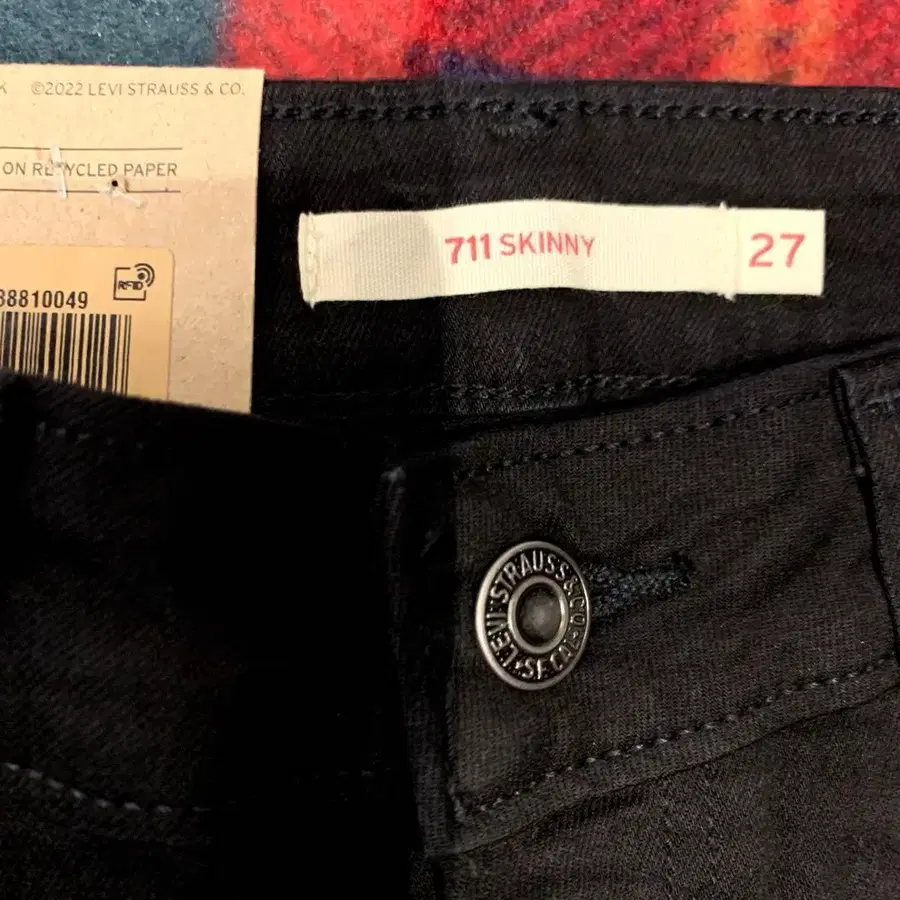 K ©2022 LEVI STRAUSS & CO.
ON RECYCLED PAPER
RFID
88810049
711 SKINNY 27
LEVI STRAUSS & CO.
S.F. CAL